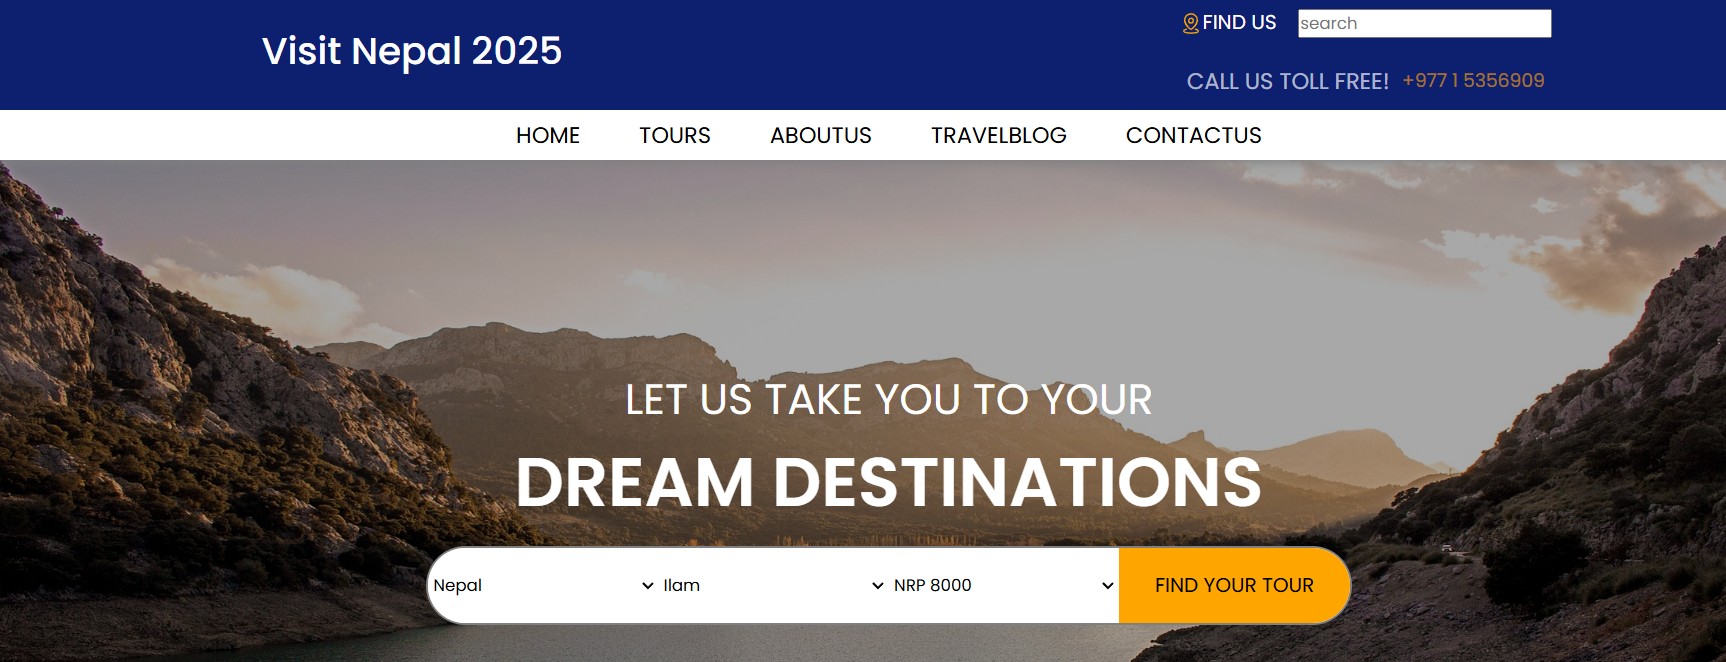 Visit Nepal 2025
FIND US
search
CALL US TOLL FREE! +977 1 5356909
HOME TOURS ABOUTUS TRAVELBLOG CONTACTUS
LET US TAKE YOU TO YOUR
DREAM DESTINATIONS
Nepal Ilam NRP 8000 FIND YOUR TOUR